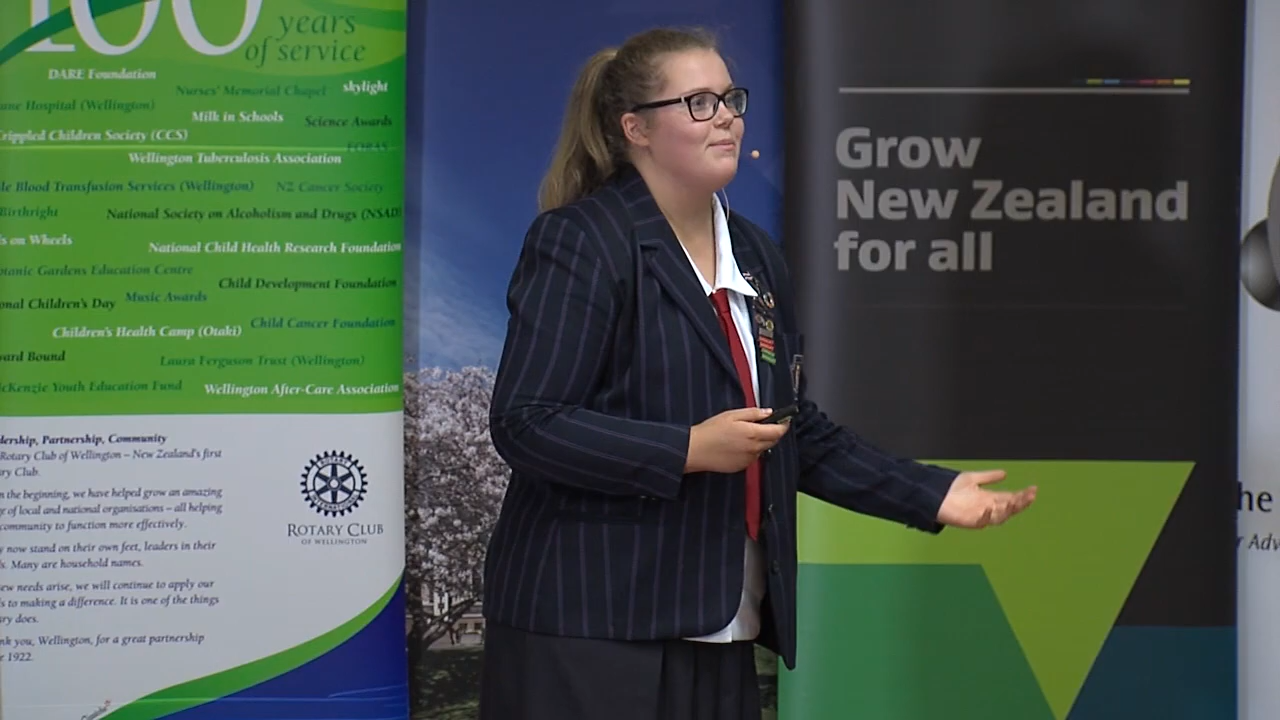 100
years
of service
DARE Foundation
Nurses' Memorial Chapel
skylight
Hospital (Wellington)
Milk in Schools
Science Awards
Crippled Children Society (CCS)
Wellington Tuberculosis Association
Blood Transfusion Services (Wellington)
NZ Cancer Society
Birthright
National Society on Alcoholism and Drugs (NSAD)
on Wheels
National Child Health Research Foundation
Gardens Education Centre
Child Development Foundation
Children's Day
Music Awards
Children's Health Camp (Otaki)
Child Cancer Foundation
Bound
Laura Ferguson Trust (Wellington)
McKenzie Youth Education Fund
Wellington After-Care Association
Partnership, Community
Rotary Club of Wellington – New Zealand's first
Club.
the beginning, we have helped grow an amazing
of local and national organisations – all helping
community to function more effectively.
now stand on their own feet, leaders in their
Many are household names.
needs arise, we will continue to apply our
to making a difference. It is one of the things
does.
you, Wellington, for a great partnership
1922.
ROTARY CLUB
OF WELLINGTON
Grow
New Zealand
for all
he
Adv